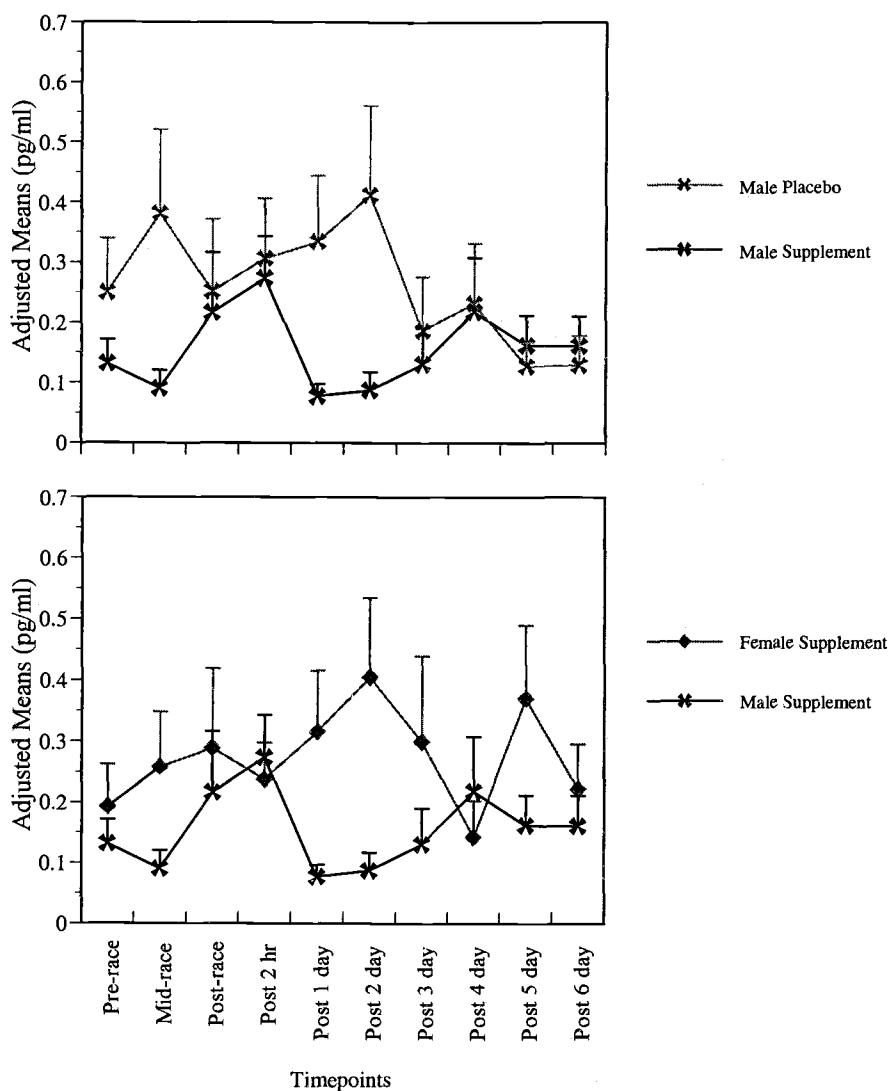 0.7
0.6
0.5
0.4
0.3
0.2
0.1
0
Adjusted Means (pg/ml)
Male Placebo
Male Supplement
0.7
0.6
0.5
0.4
0.3
0.2
0.1
0
Adjusted Means (pg/ml)
Female Supplement
Male Supplement
Pre-race
Mid-race
Post-race
Post 2 hr
Post 1 day
Post 2 day
Post 3 day
Post 4 day
Post 5 day
Post 6 day
Timepoints